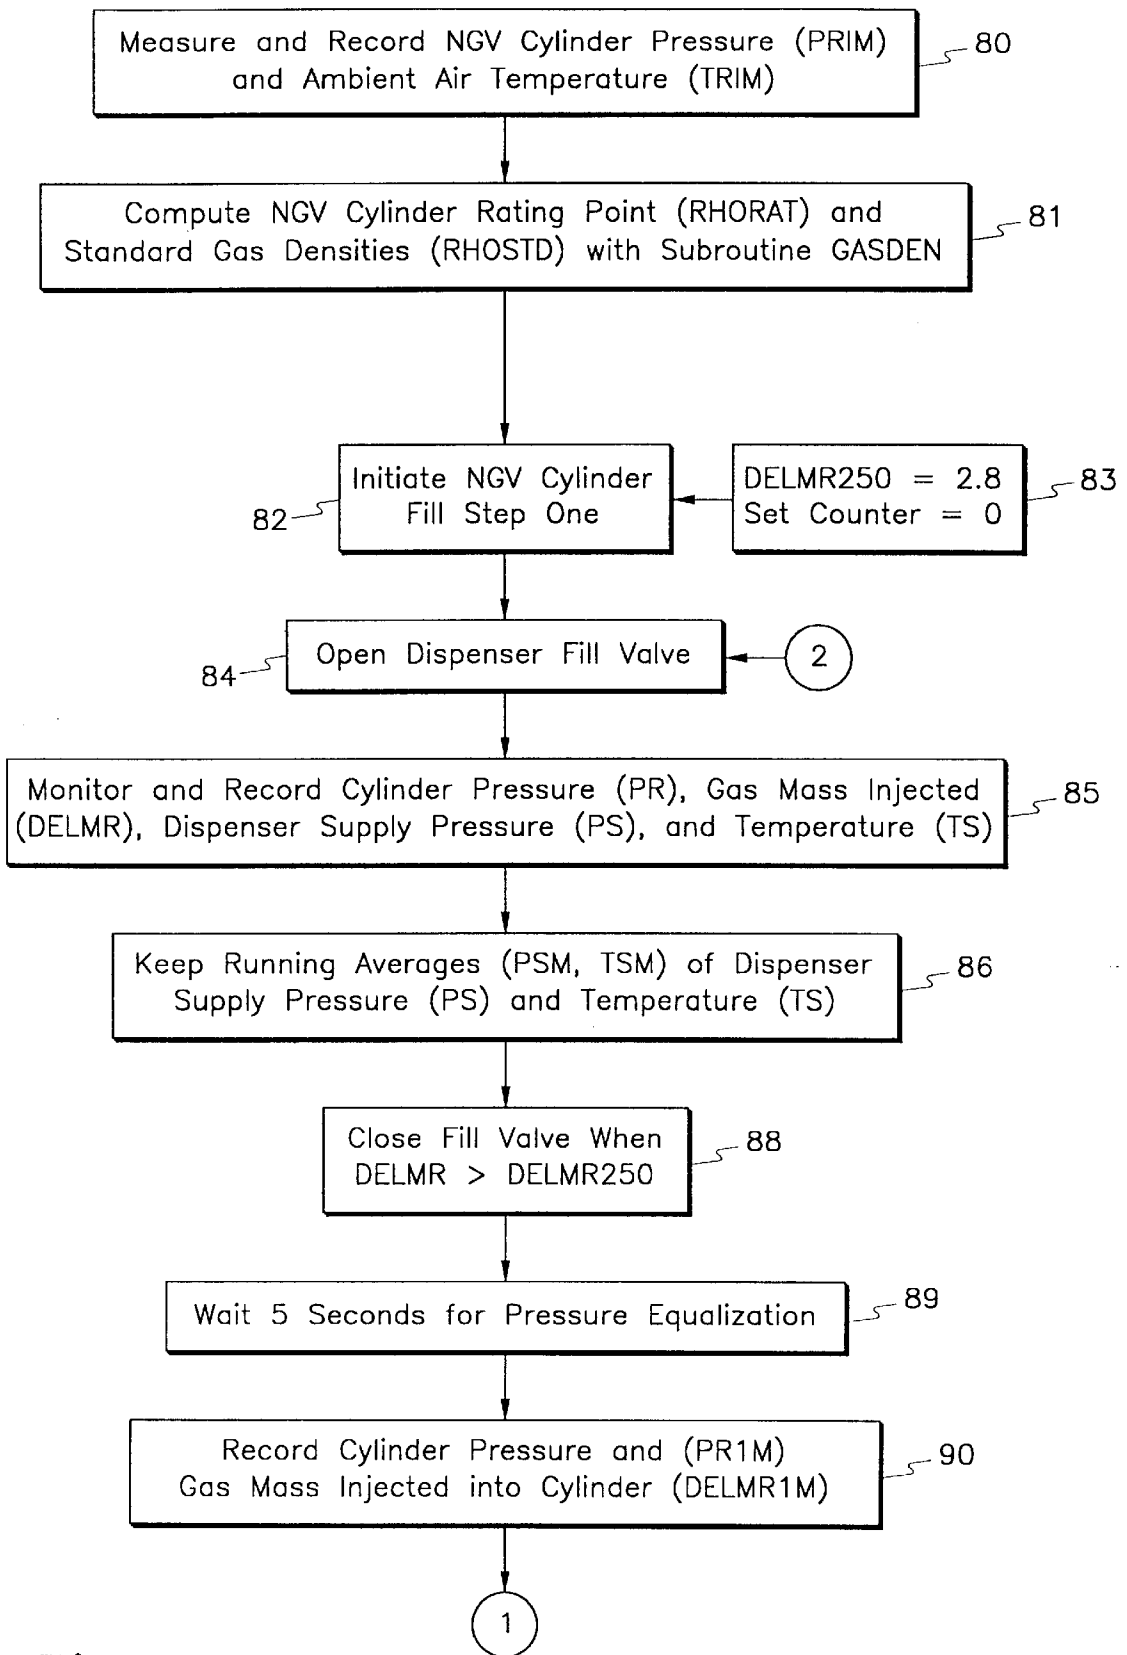 Measure and Record NGV Cylinder Pressure (PRIM)
and Ambient Air Temperature (TRIM)
80
Compute NGV Cylinder Rating Point (RHORAT) and
Standard Gas Densities (RHOSTD) with Subroutine GASDEN
81
Initiate NGV Cylinder
Fill Step One
82
DELMR250 = 2.8
Set Counter = 0
83
Open Dispenser Fill Valve
84
2
Monitor and Record Cylinder Pressure (PR), Gas Mass Injected
(DELMR), Dispenser Supply Pressure (PS), and Temperature (TS)
85
Keep Running Averages (PSM, TSM) of Dispenser
Supply Pressure (PS) and Temperature (TS)
86
Close Fill Valve When
DELMR > DELMR250
88
Wait 5 Seconds for Pressure Equalization
89
Record Cylinder Pressure and (PR1M)
Gas Mass Injected into Cylinder (DELMR1M)
90
1